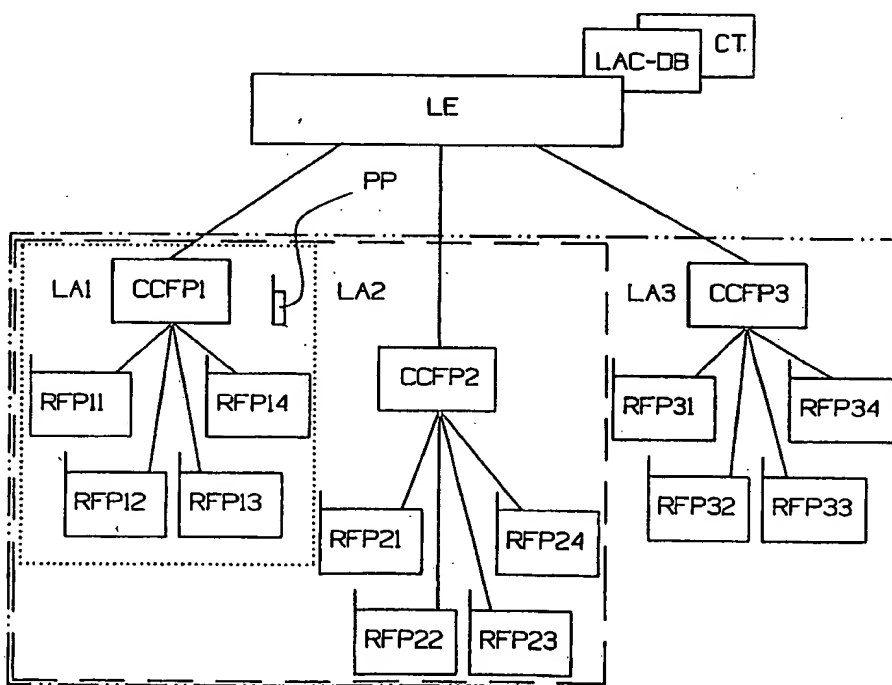 CT.
LAC-DB
LE
PP
LA1
CCFP1
LA2
LA3
CCFP3
CCFP2
RFP11
RFP14
RFP31
RFP34
RFP12
RFP13
RFP32
RFP33
RFP21
RFP24
RFP22
RFP23